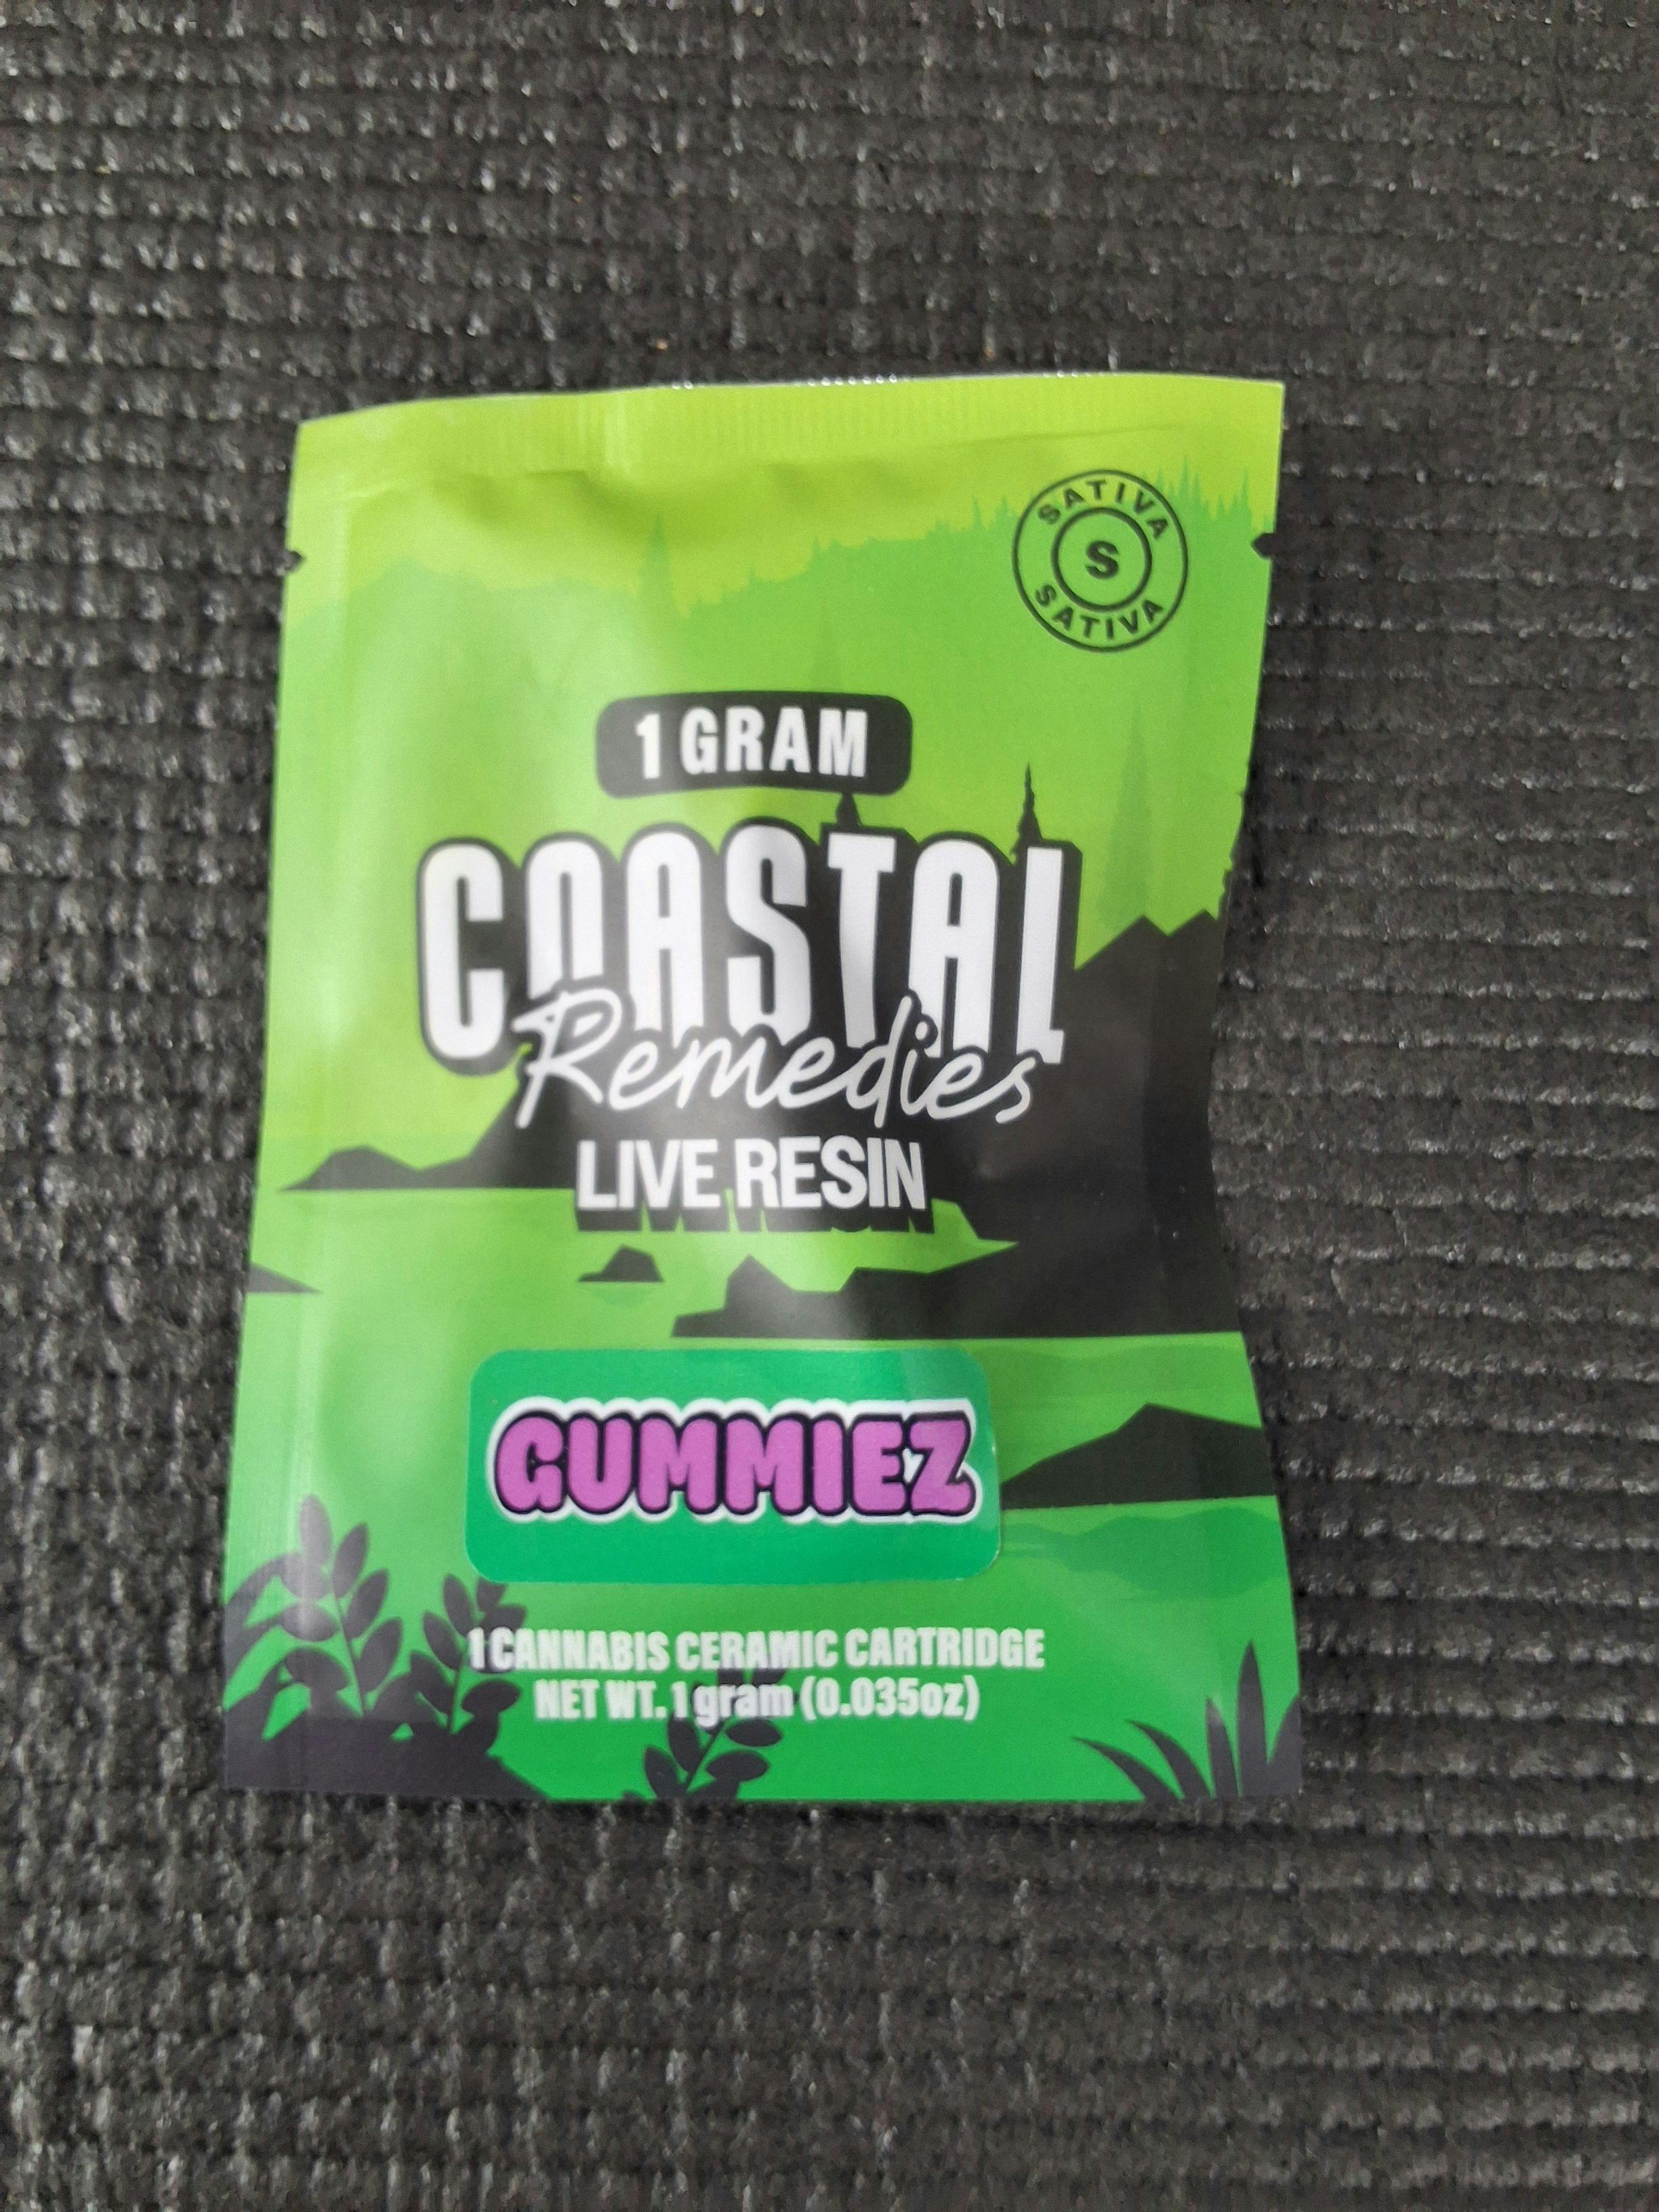 SATIVA
S
SATIVA
1 GRAM
COASTAL
Remedies
LIVE RESIN
GUMMIEZ
1 CANNABIS CERAMIC CARTRIDGE
NET WT. 1 gram (0.035oz)